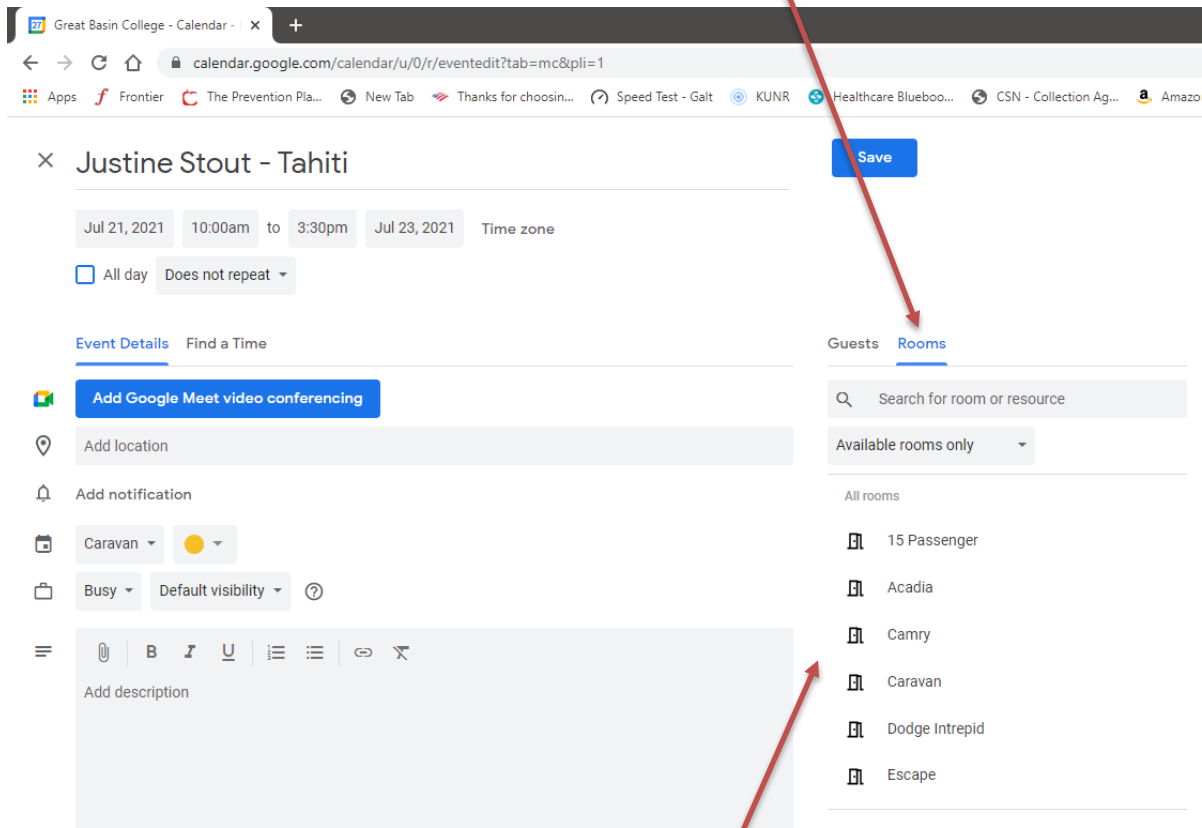 27 Great Basin College - Calendar -
calendar.google.com/calendar/u/0/r/eventedit?tab=mc&pli=1
Apps Frontier The Prevention Pla... New Tab Thanks for choosin... Speed Test - Galt KUNR Healthcare Blueboo... CSN - Collection Ag... Amazo
Justine Stout - Tahiti
Save
Jul 21, 2021 10:00am to 3:30pm Jul 23, 2021 Time zone
All day Does not repeat
Event Details Find a Time
Add Google Meet video conferencing
Add location
Add notification
Caravan
Busy Default visibility ?
B I U
Add description
Guests Rooms
Search for room or resource
Available rooms only
All rooms
15 Passenger
Acadia
Camry
Caravan
Dodge Intrepid
Escape